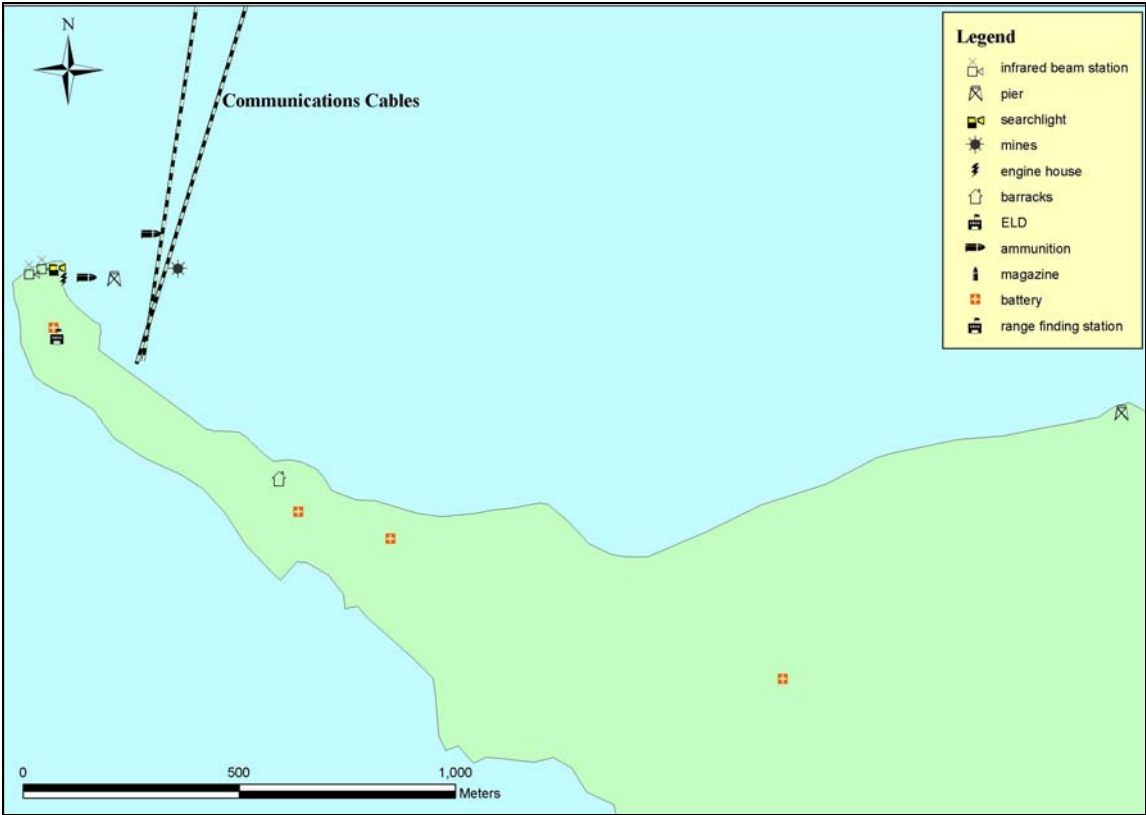 N
Communications Cables
Legend
infrared beam station
pier
searchlight
mines
engine house
barracks
ELD
ammunition
magazine
battery
range finding station
0 500 1,000
Meters